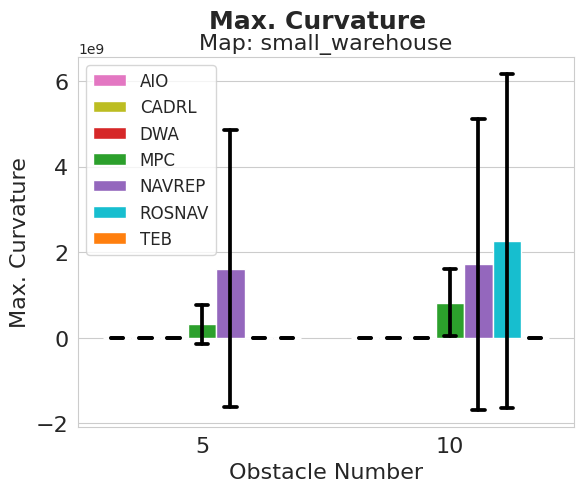 Max. Curvature
Map: small_warehouse
1e9
AIO
CADRL
DWA
MPC
NAVREP
ROSNAV
TEB
Max. Curvature
6
4
2
0
−2
5 10
Obstacle Number